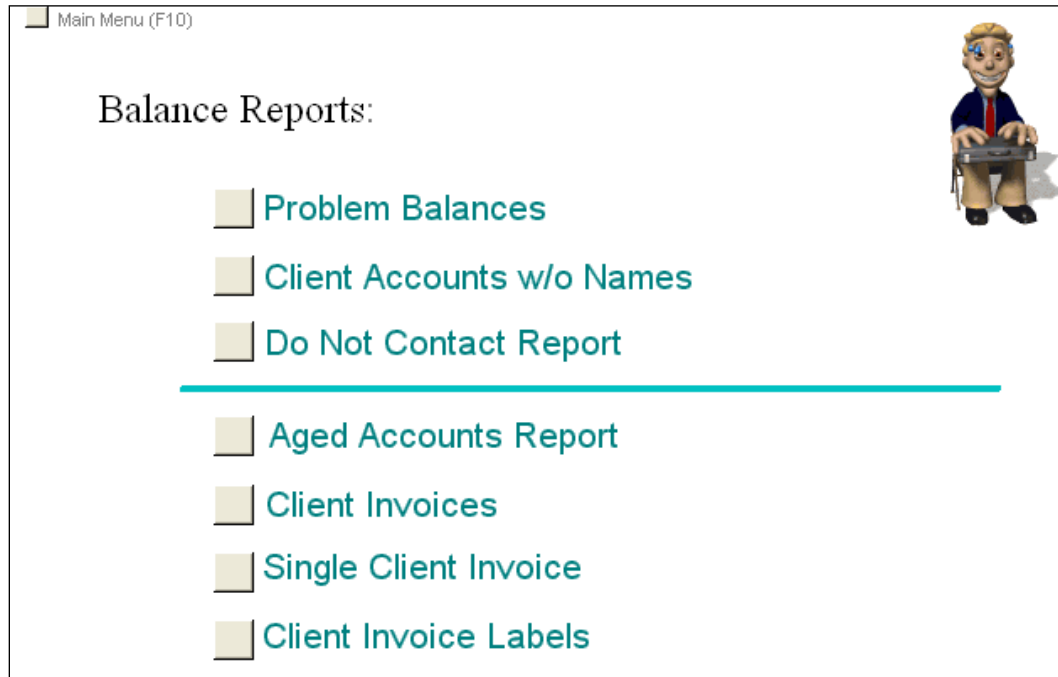 Main Menu (F10)
Balance Reports:
Problem Balances
Client Accounts w/o Names
Do Not Contact Report
Aged Accounts Report
Client Invoices
Single Client Invoice
Client Invoice Labels